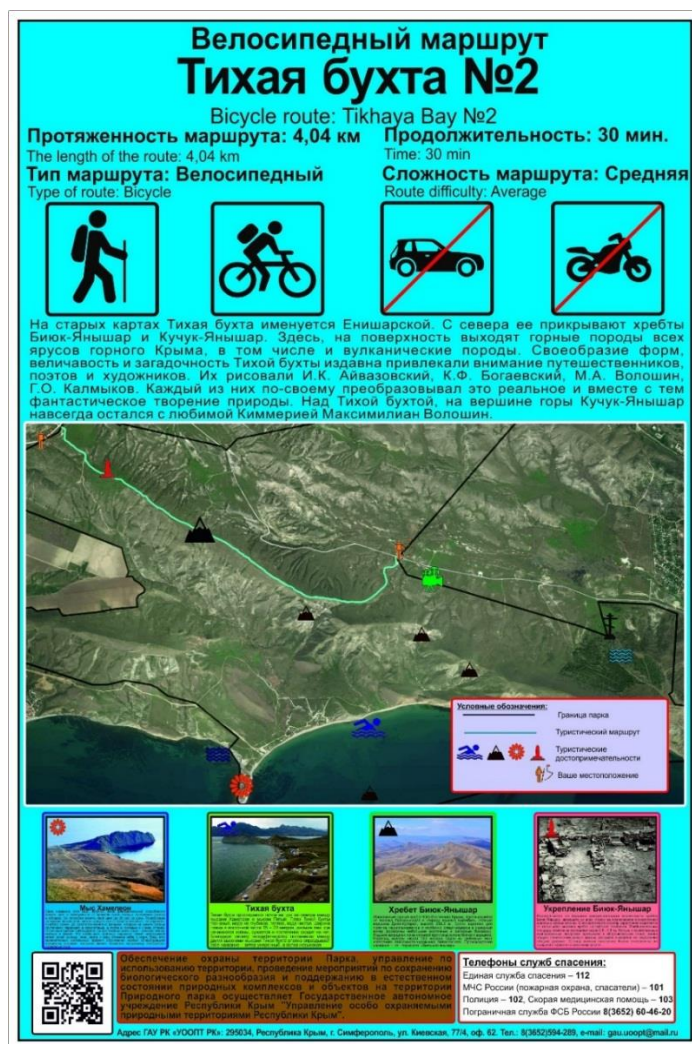 Велосипедный маршрут
Тихая бухта №2
Bicycle route: Tikhaya Bay №2
Протяженность маршрута: 4,04 км
The length of the route: 4,04 km
Тип маршрута: Велосипедный
Type of route: Bicycle
Продолжительность: 30 мин.
Time: 30 min
Сложность маршрута: Средняя
Route difficulty: Average
На старых картах Тихая бухта именуется Енишарской. С севера ее прикрывают хребты
Биюк-Янышар и Кучук-Янышар. Здесь, на поверхность выходят горные породы всех
ярусов горного Крыма, в том числе и вулканические породы. Своеобразие форм,
величавость и загадочность Тихой бухты издавна привлекали внимание путешественников,
поэтов и художников. Их рисовали И.К. Айвазовский, К.Ф. Богаевский, М.А. Волошин,
Г.О. Калмыков. Каждый из них по-своему преобразовывал это реальное и вместе с тем
фантастическое творение природы. Над Тихой бухтой, на вершине горы Кучук-Янышар
навсегда остался с любимой Киммерией Максимилиан Волошин.
Условные обозначения:
Граница парка
Туристический маршрут
Туристические
достопримечательности
Ваше местоположение
Мыс Хамелеон
Тихая бухта
Хребет Биюк-Янышар
Укрепление Биюк-Янышар
Обеспечение охраны территории Парка, управление по
использованию территории, проведение мероприятий по сохранению
биологического разнообразия и поддержанию в естественном
состоянии природных комплексов и объектов на территории
Природного парка осуществляет Государственное автономное
учреждение Республики Крым "Управление особо охраняемыми
природными территориями Республики Крым".
Телефоны служб спасения:
Единая служба спасения – 112
МЧС России (пожарная охрана, спасатели) – 101
Полиция – 102, Скорая медицинская помощь – 103
Пограничная служба ФСБ России 8(3652) 60-46-20
Адрес ГАУ РК «УООПТ РК»: 295034, Республика Крым, г. Симферополь, ул. Киевская, 77/4, оф. 62. Тел.: 8(3652)594-289, e-mail: gau.uoopt@mail.ru